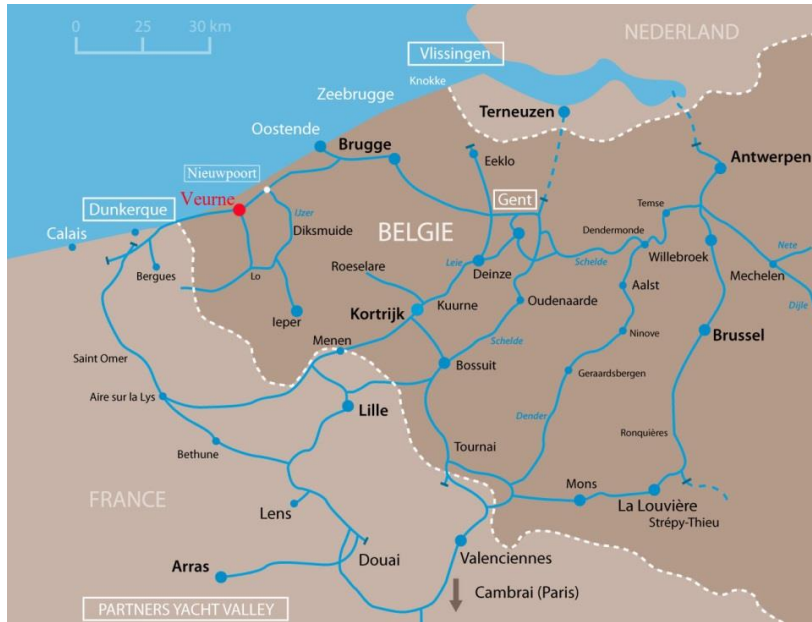 0 25 30 km
NEDERLAND
Vlissingen
Knokke
Zeebrugge
Terneuzen
Oostende
Brugge
Eeklo
Antwerpen
Nieuwpoort
Veurne
Gent
Temse
Dunkerque
IJzer
Diksmuide
BELGIE
Dendermonde
Calais
Willebroek
Nete
Bergues
Lo
Roeselare
Leie
Deinze
Schelde
Mechelen
Aalst
Dijle
Ieper
Kortrijk
Kuurne
Oudenaarde
Menen
Schelde
Ninove
Brussel
Saint Omer
Bossuit
Geraardsbergen
Aire sur la Lys
Lille
Dender
Bethune
Tournai
Ronquières
FRANCE
Lens
Mons
La Louvière
Strépy-Thieu
Douai
Valenciennes
Arras
Cambrai (Paris)
PARTNERS YACHT VALLEY